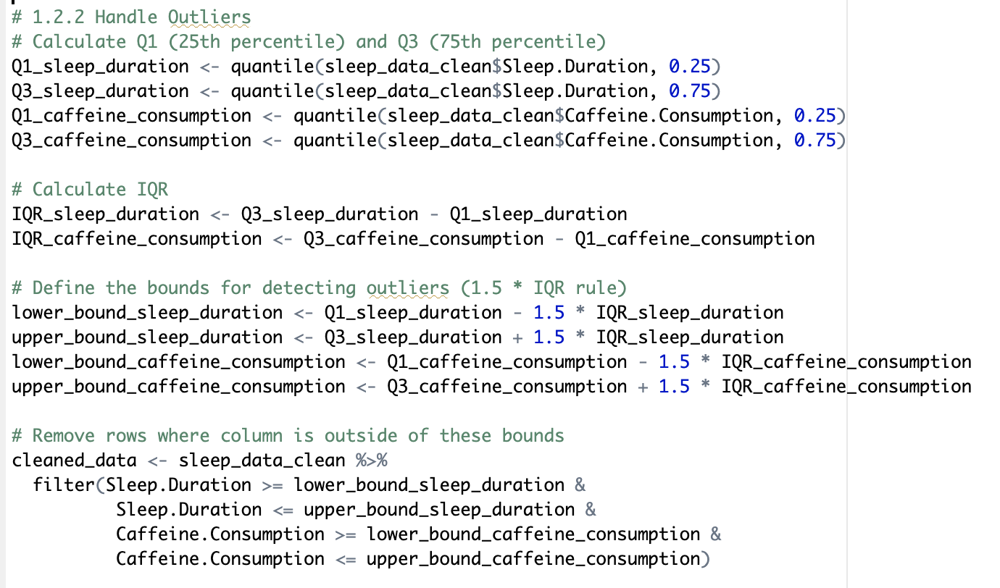 # 1.2.2 Handle Outliers
# Calculate Q1 (25th percentile) and Q3 (75th percentile)
Q1_sleep_duration <- quantile(sleep_data_clean$Sleep.Duration, 0.25)
Q3_sleep_duration <- quantile(sleep_data_clean$Sleep.Duration, 0.75)
Q1_caffeine_consumption <- quantile(sleep_data_clean$Caffeine.Consumption, 0.25)
Q3_caffeine_consumption <- quantile(sleep_data_clean$Caffeine.Consumption, 0.75)

# Calculate IQR
IQR_sleep_duration <- Q3_sleep_duration - Q1_sleep_duration
IQR_caffeine_consumption <- Q3_caffeine_consumption - Q1_caffeine_consumption

# Define the bounds for detecting outliers (1.5 * IQR rule)
lower_bound_sleep_duration <- Q1_sleep_duration - 1.5 * IQR_sleep_duration
upper_bound_sleep_duration <- Q3_sleep_duration + 1.5 * IQR_sleep_duration
lower_bound_caffeine_consumption <- Q1_caffeine_consumption - 1.5 * IQR_caffeine_consumption
upper_bound_caffeine_consumption <- Q3_caffeine_consumption + 1.5 * IQR_caffeine_consumption

# Remove rows where column is outside of these bounds
cleaned_data <- sleep_data_clean %>%
  filter(Sleep.Duration >= lower_bound_sleep_duration &
          Sleep.Duration <= upper_bound_sleep_duration &
          Caffeine.Consumption >= lower_bound_caffeine_consumption &
          Caffeine.Consumption <= upper_bound_caffeine_consumption)